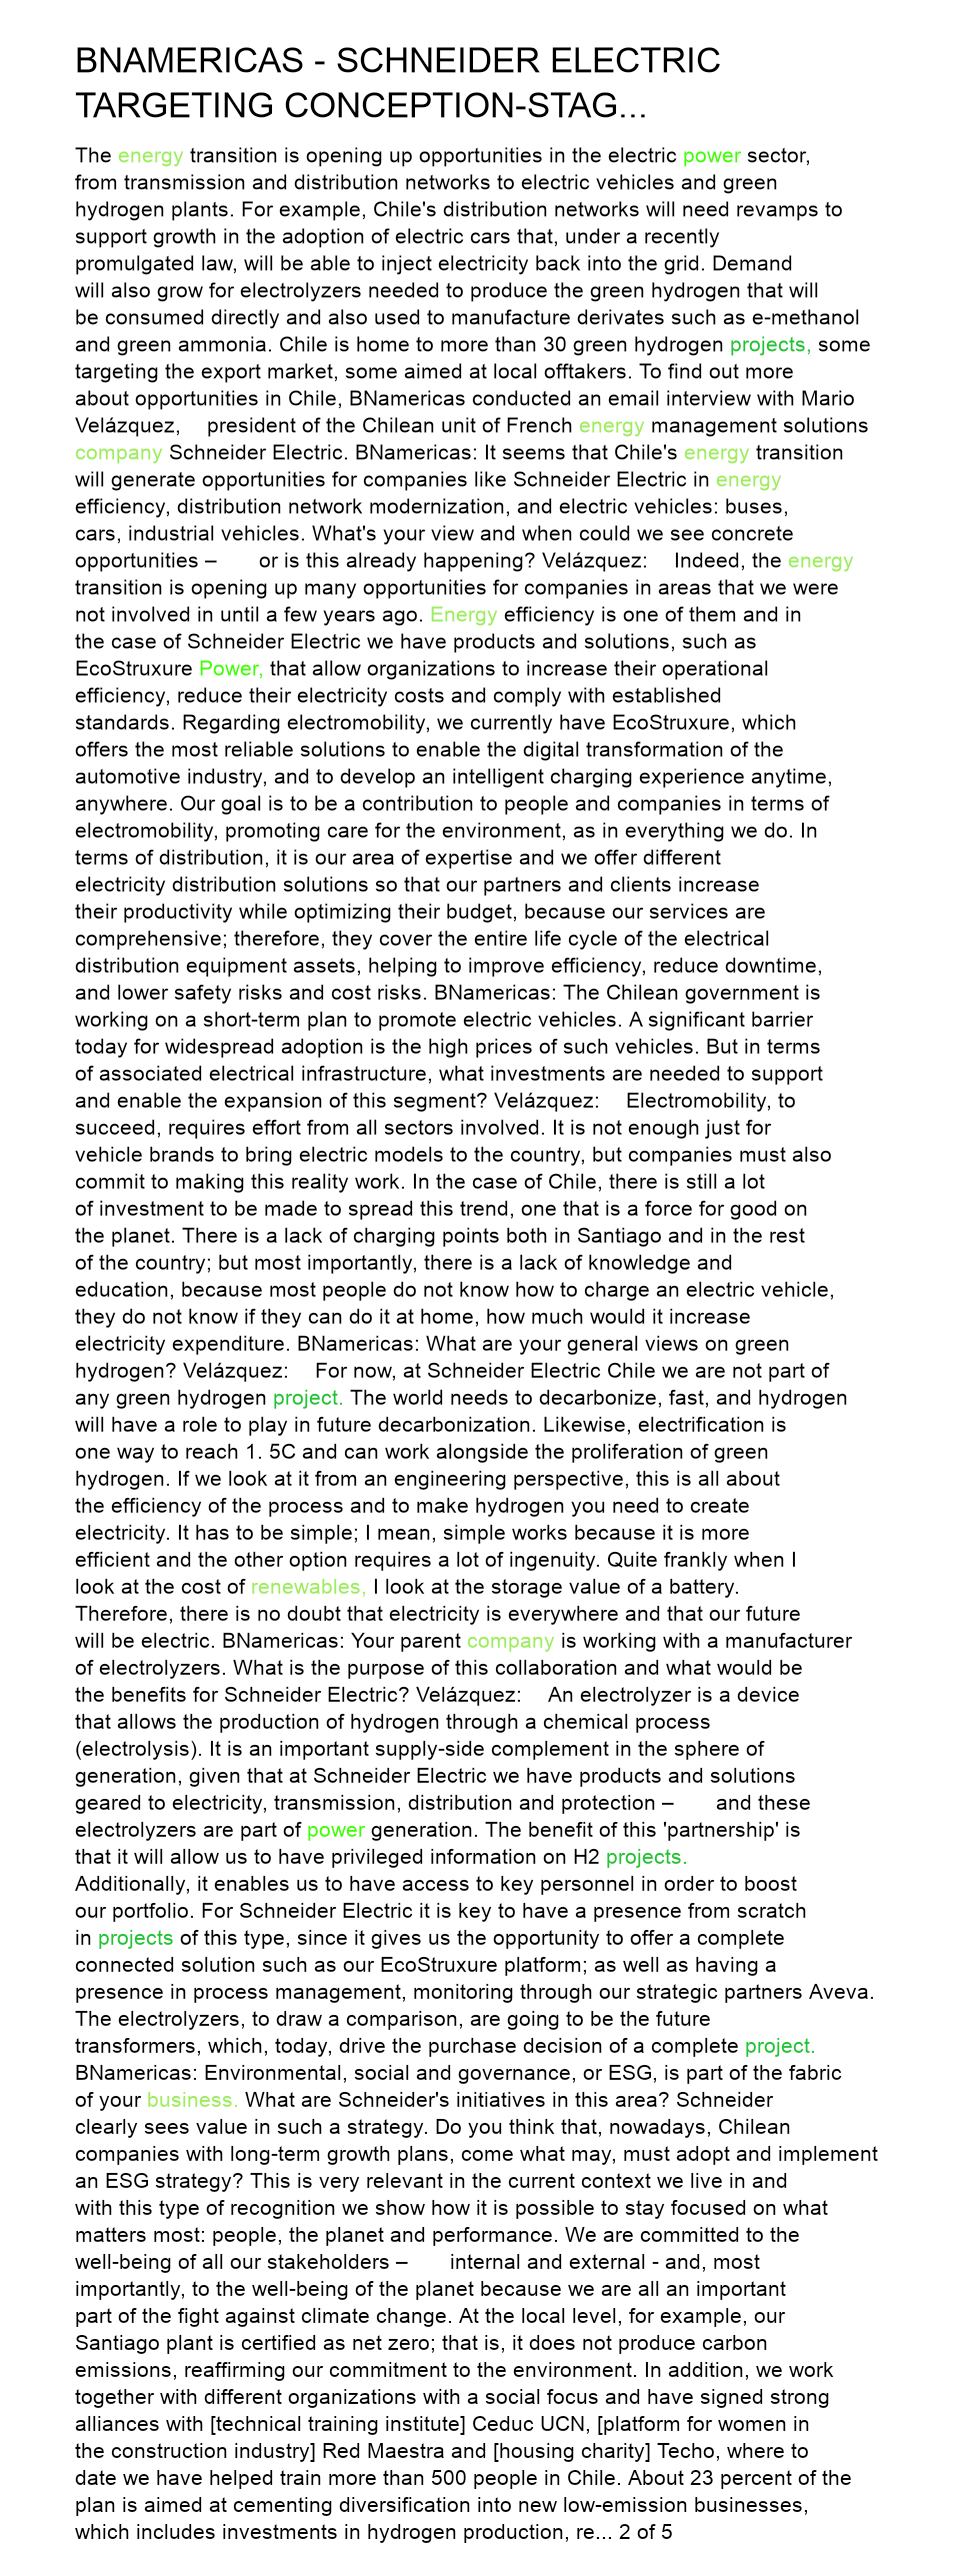 BNAMERICAS - SCHNEIDER ELECTRIC
TARGETING CONCEPTION-STAG...
The energy transition is opening up opportunities in the electric power sector,
from transmission and distribution networks to electric vehicles and green
hydrogen plants. For example, Chile's distribution networks will need revamps to
support growth in the adoption of electric cars that, under a recently
promulgated law, will be able to inject electricity back into the grid. Demand
will also grow for electrolyzers needed to produce the green hydrogen that will
be consumed directly and also used to manufacture derivates such as e-methanol
and green ammonia. Chile is home to more than 30 green hydrogen projects, some
targeting the export market, some aimed at local offtakers. To find out more
about opportunities in Chile, BNamericas conducted an email interview with Mario
Velázquez, president of the Chilean unit of French energy management solutions
company Schneider Electric. BNamericas: It seems that Chile's energy transition
will generate opportunities for companies like Schneider Electric in energy
efficiency, distribution network modernization, and electric vehicles: buses,
cars, industrial vehicles. What's your view and when could we see concrete
opportunities – or is this already happening? Velázquez: Indeed, the energy
transition is opening up many opportunities for companies in areas that we were
not involved in until a few years ago. Energy efficiency is one of them and in
the case of Schneider Electric we have products and solutions, such as
EcoStruxure Power, that allow organizations to increase their operational
efficiency, reduce their electricity costs and comply with established
standards. Regarding electromobility, we currently have EcoStruxure, which
offers the most reliable solutions to enable the digital transformation of the
automotive industry, and to develop an intelligent charging experience anytime,
anywhere. Our goal is to be a contribution to people and companies in terms of
electromobility, promoting care for the environment, as in everything we do. In
terms of distribution, it is our area of expertise and we offer different
electricity distribution solutions so that our partners and clients increase
their productivity while optimizing their budget, because our services are
comprehensive; therefore, they cover the entire life cycle of the electrical
distribution equipment assets, helping to improve efficiency, reduce downtime,
and lower safety risks and cost risks. BNamericas: The Chilean government is
working on a short-term plan to promote electric vehicles. A significant barrier
today for widespread adoption is the high prices of such vehicles. But in terms
of associated electrical infrastructure, what investments are needed to support
and enable the expansion of this segment? Velázquez: Electromobility, to
succeed, requires effort from all sectors involved. It is not enough just for
vehicle brands to bring electric models to the country, but companies must also
commit to making this reality work. In the case of Chile, there is still a lot
of investment to be made to spread this trend, one that is a force for good on
the planet. There is a lack of charging points both in Santiago and in the rest
of the country; but most importantly, there is a lack of knowledge and
education, because most people do not know how to charge an electric vehicle,
they do not know if they can do it at home, how much would it increase
electricity expenditure. BNamericas: What are your general views on green
hydrogen? Velázquez: For now, at Schneider Electric Chile we are not part of
any green hydrogen project. The world needs to decarbonize, fast, and hydrogen
will have a role to play in future decarbonization. Likewise, electrification is
one way to reach 1. 5C and can work alongside the proliferation of green
hydrogen. If we look at it from an engineering perspective, this is all about
the efficiency of the process and to make hydrogen you need to create
electricity. It has to be simple; I mean, simple works because it is more
efficient and the other option requires a lot of ingenuity. Quite frankly when I
look at the cost of renewables, I look at the storage value of a battery.
Therefore, there is no doubt that electricity is everywhere and that our future
will be electric. BNamericas: Your parent company is working with a manufacturer
of electrolyzers. What is the purpose of this collaboration and what would be
the benefits for Schneider Electric? Velázquez: An electrolyzer is a device
that allows the production of hydrogen through a chemical process
(electrolysis). It is an important supply-side complement in the sphere of
generation, given that at Schneider Electric we have products and solutions
geared to electricity, transmission, distribution and protection – and these
electrolyzers are part of power generation. The benefit of this 'partnership' is
that it will allow us to have privileged information on H2 projects.
Additionally, it enables us to have access to key personnel in order to boost
our portfolio. For Schneider Electric it is key to have a presence from scratch
in projects of this type, since it gives us the opportunity to offer a complete
connected solution such as our EcoStruxure platform; as well as having a
presence in process management, monitoring through our strategic partners Aveva.
The electrolyzers, to draw a comparison, are going to be the future
transformers, which, today, drive the purchase decision of a complete project.
BNamericas: Environmental, social and governance, or ESG, is part of the fabric
of your business. What are Schneider's initiatives in this area? Schneider
clearly sees value in such a strategy. Do you think that, nowadays, Chilean
companies with long-term growth plans, come what may, must adopt and implement
an ESG strategy? This is very relevant in the current context we live in and
with this type of recognition we show how it is possible to stay focused on what
matters most: people, the planet and performance. We are committed to the
well-being of all our stakeholders – internal and external - and, most
importantly, to the well-being of the planet because we are all an important
part of the fight against climate change. At the local level, for example, our
Santiago plant is certified as net zero; that is, it does not produce carbon
emissions, reaffirming our commitment to the environment. In addition, we work
together with different organizations with a social focus and have signed strong
alliances with [technical training institute] Ceduc UCN, [platform for women in
the construction industry] Red Maestra and [housing charity] Techo, where to
date we have helped train more than 500 people in Chile. About 23 percent of the
plan is aimed at cementing diversification into new low-emission businesses,
which includes investments in hydrogen production, re... 2 of 5